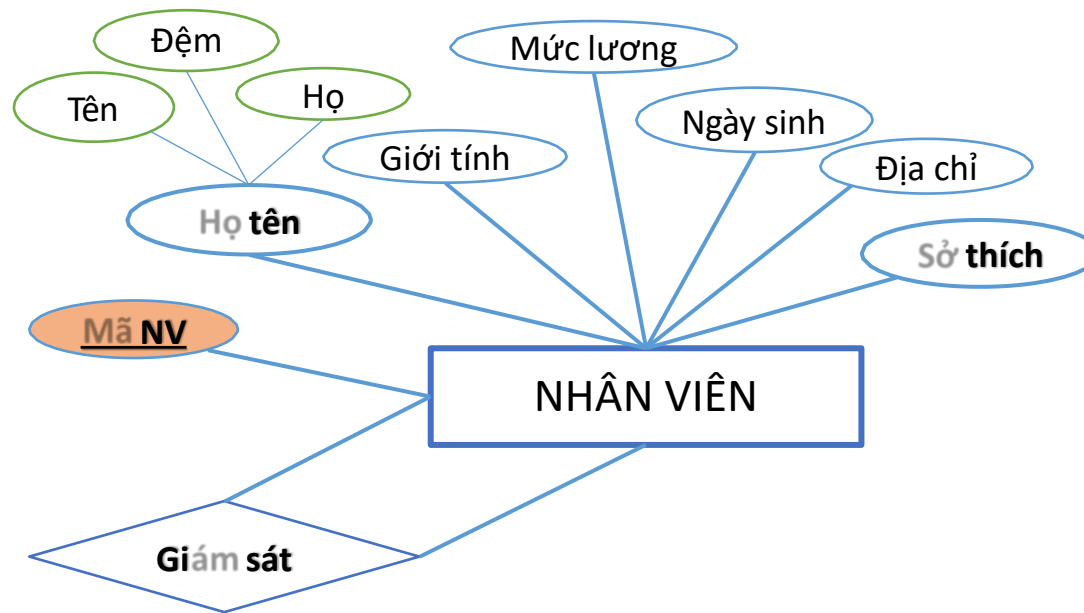 Mức lương
Đệm
Họ
Tên
Ngày sinh
Giới tính
Địa chỉ
Họ tên
Sở thích
Mã NV
NHÂN VIÊN
Giám sát